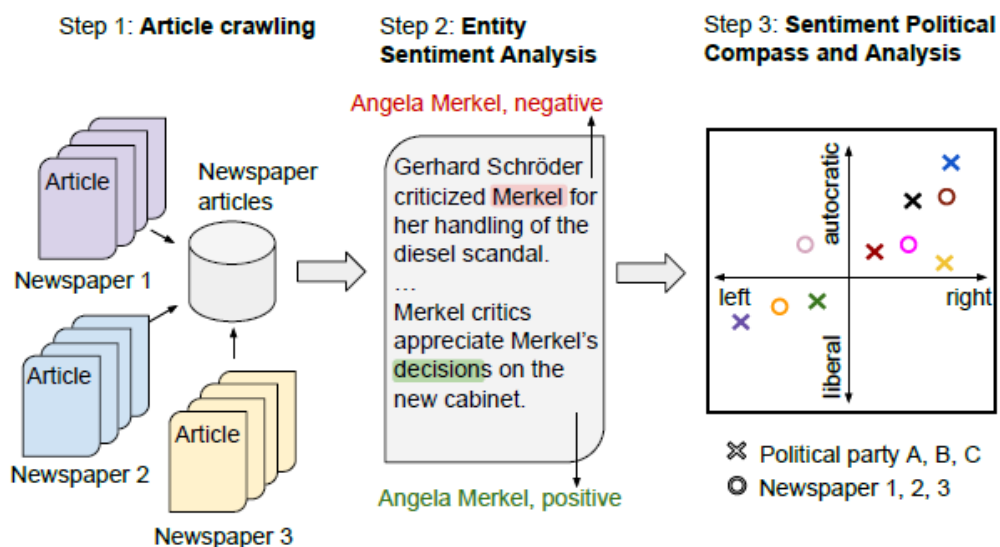 Step 1: Article crawling
Article
Newspaper 1
Newspaper
articles
Article
Newspaper 2
Article
Newspaper 3
Step 2: Entity
Sentiment Analysis
Angela Merkel, negative
Gerhard Schröder
criticized Merkel for
her handling of the
diesel scandal.
...
Merkel critics
appreciate Merkel's
decisions on the
new cabinet.
Angela Merkel, positive
Step 3: Sentiment Political
Compass and Analysis
autocratic
left
right
liberal
Political party A, B, C
Newspaper 1, 2, 3